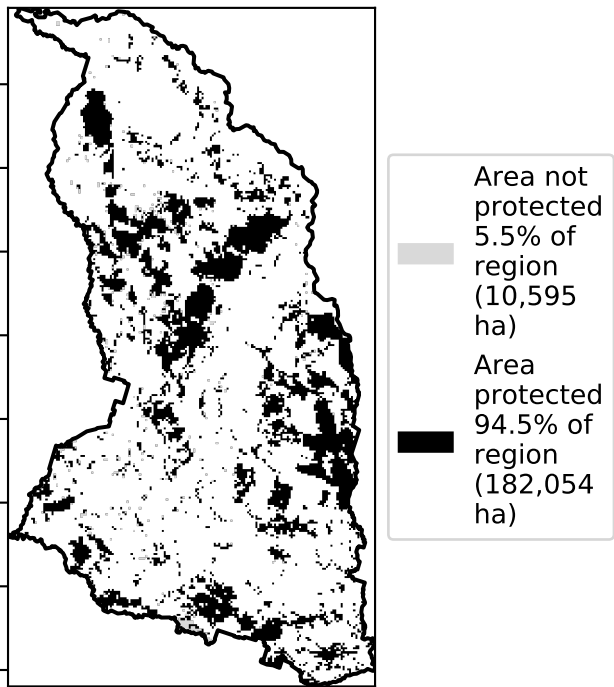 Area not
protected
5.5% of
region
(10,595
ha)
Area
protected
94.5% of
region
(182,054
ha)